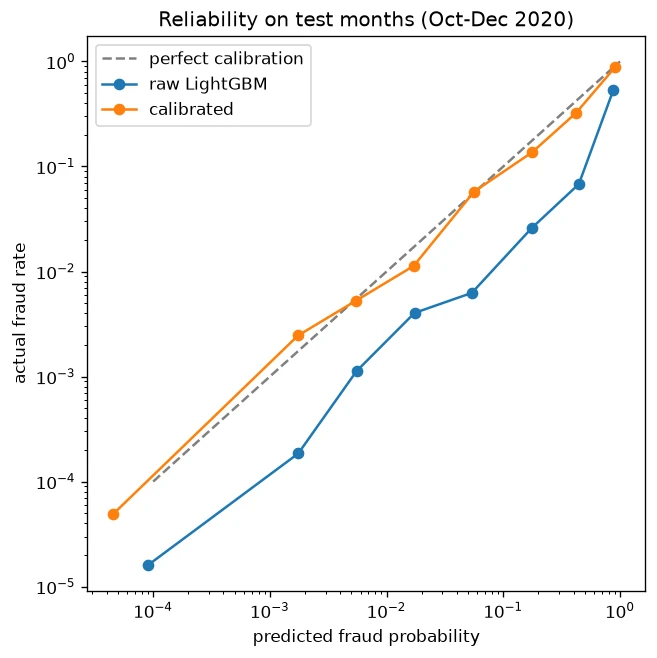 Reliability on test months (Oct-Dec 2020)
perfect calibration
raw LightGBM
calibrated
actual fraud rate
10⁰
10⁻¹
10⁻²
10⁻³
10⁻⁴
10⁻⁵
10⁻⁴
10⁻³
10⁻²
10⁻¹
10⁰
predicted fraud probability